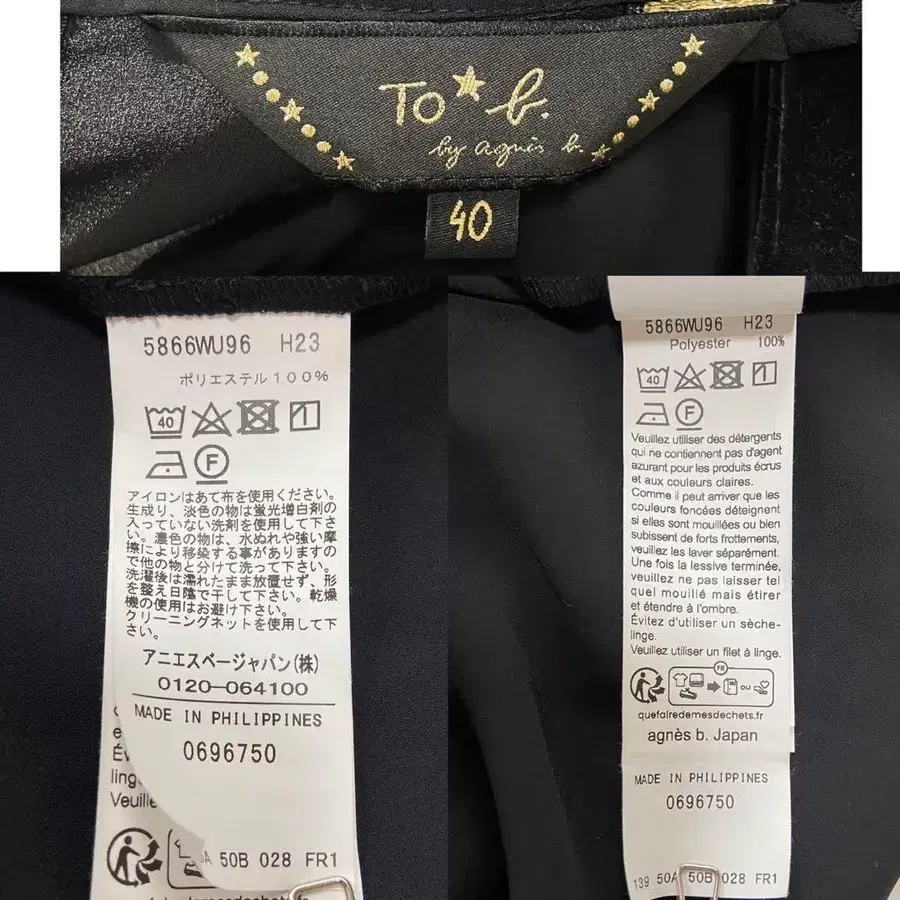 To b.
by agnès b.
40
5866WU96 H23
ポリエステル100%
40
F
アイロンはあて布を使用ください。
生成り、淡色の物は蛍光増白剤の
入っていない洗剤を使用して下さ
い。濃色の物は、水ぬれや強い摩
擦により移染する事がありますの
で他の物と分けて洗って下さい。
洗濯後は濡れたまま放置せず、形
を整え日陰で干して下さい。乾燥
機の使用はお避け下さい。
クリーニングネットを使用して下
さい。
アニエスベージャパン(株)
0120-064100
MADE IN PHILIPPINES
0696750
Év
linge
Veuille
50B 028 FR1
5866WU96 H23
Polyester 100%
40
F
Veuillez utiliser des détergents
qui ne contiennent pas d'agent
azurant pour les produits écrus
et aux couleurs claires.
Comme il peut arriver que les
couleurs foncées déteignent
si elles sont mouillées ou bien
subissent de forts frottements,
veuillez les laver séparément.
Une fois la lessive terminée,
veuillez ne pas laisser tel
quel mouillé mais étirer
et étendre à l'ombre.
Évitez d'utiliser un sèche-
linge.
Veuillez utiliser un filet à linge.
FR
OU
quefairedemesdechets.fr
agnès b. Japan
MADE IN PHILIPPINES
0696750
139 50A 50B 028 FR1